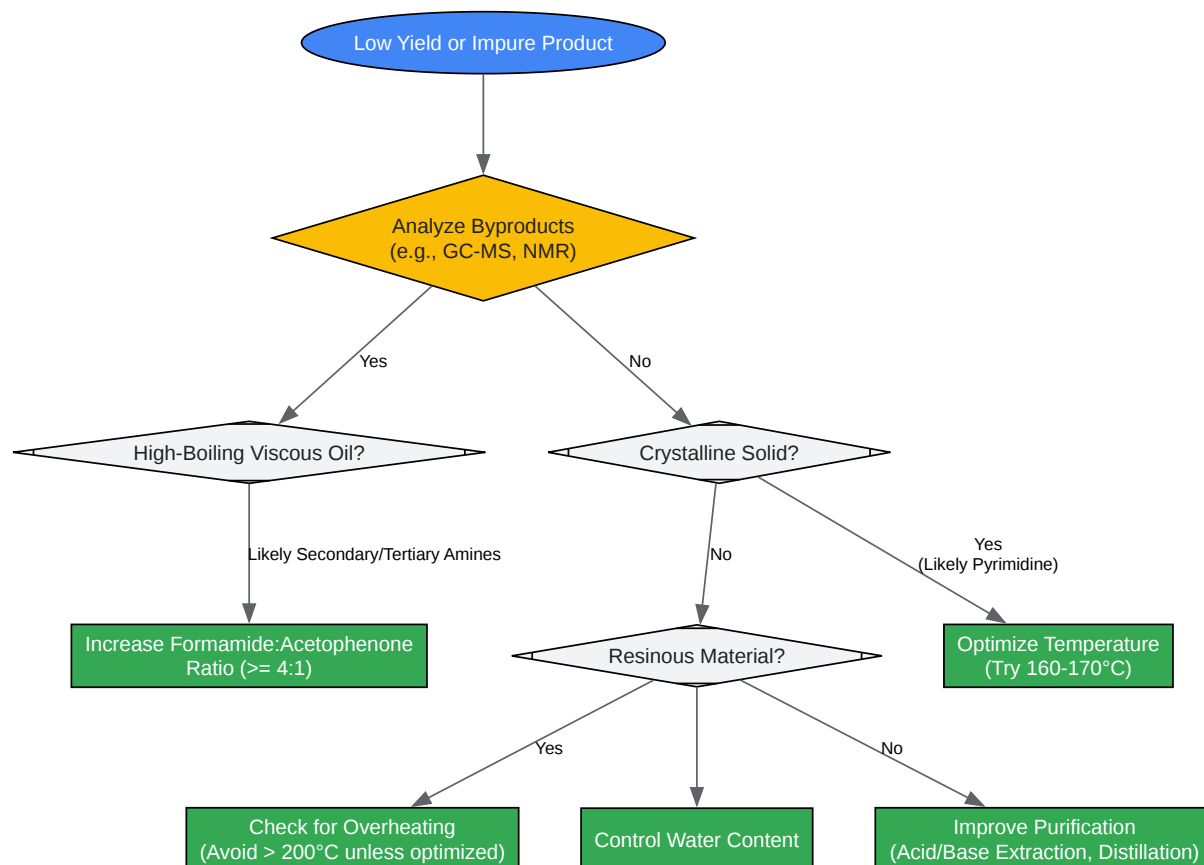 Low Yield or Impure Product
Analyze Byproducts
(e.g., GC-MS, NMR)
Yes
No
High-Boiling Viscous Oil?
Crystalline Solid?
Likely Secondary/Tertiary Amines
No
Yes
(Likely Pyrimidine)
Increase Formamide:Acetophenone
Ratio (>= 4:1)
Resinous Material?
Optimize Temperature
(Try 160-170°C)
Yes
No
Check for Overheating
(Avoid > 200°C unless optimized)
Control Water Content
Improve Purification
(Acid/Base Extraction, Distillation)